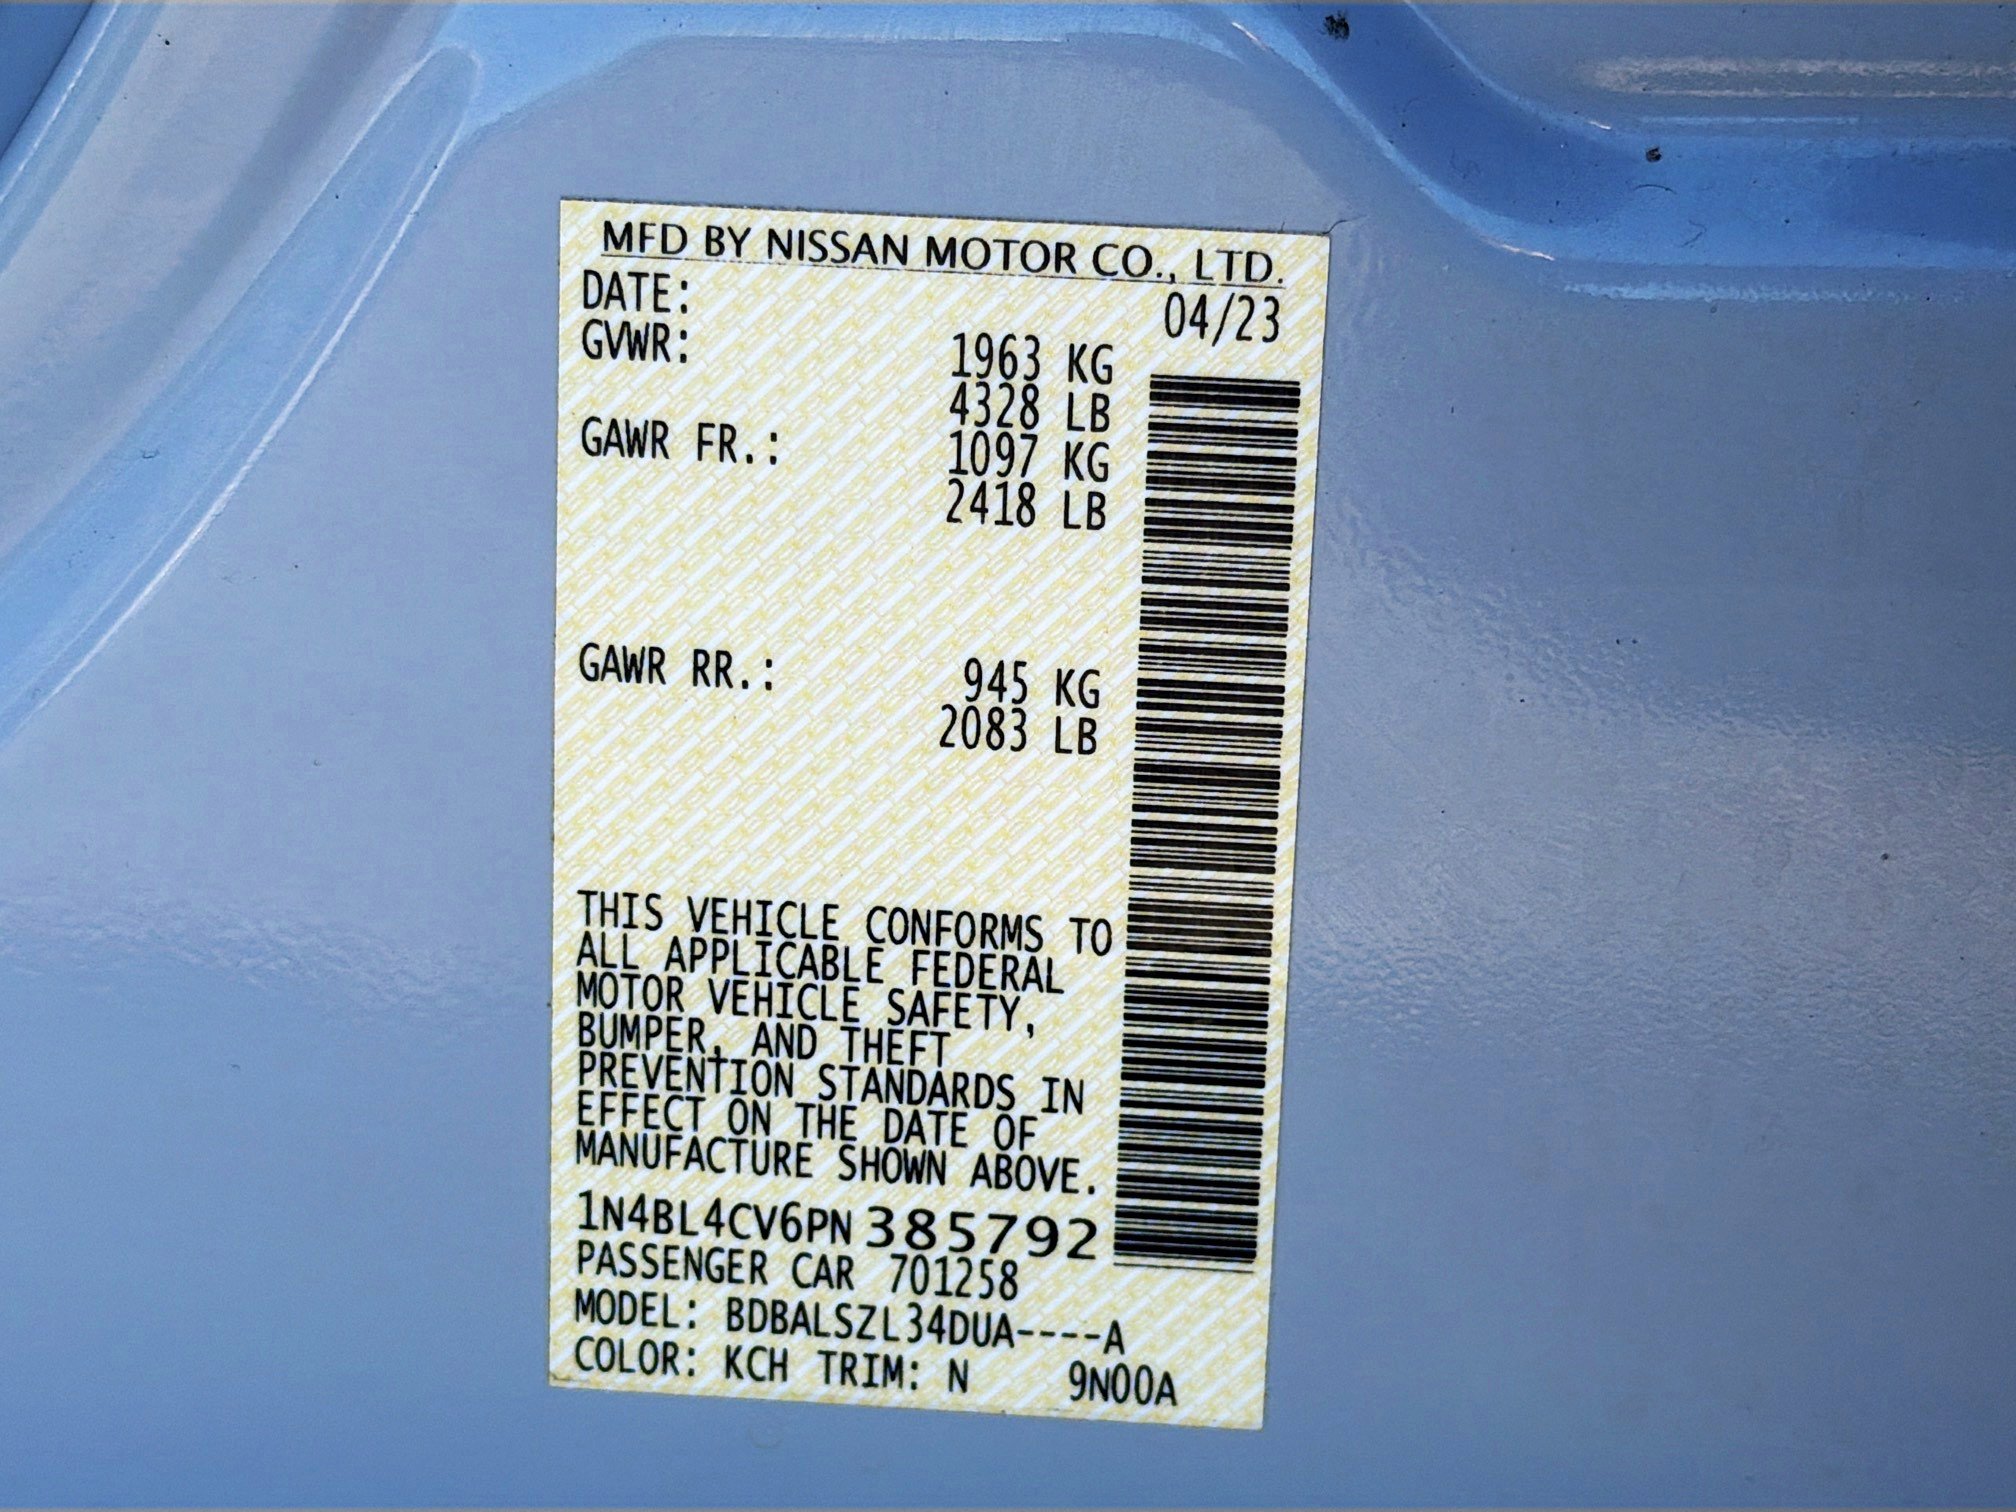 MFD BY NISSAN MOTOR CO., LTD.
DATE: 04/23
GVWR: 1963 KG
4328 LB
GAWR FR.: 1097 KG
2418 LB
GAWR RR.: 945 KG
2083 LB
THIS VEHICLE CONFORMS TO
ALL APPLICABLE FEDERAL
MOTOR VEHICLE SAFETY,
BUMPER, AND THEFT
PREVENTION STANDARDS IN
EFFECT ON THE DATE OF
MANUFACTURE SHOWN ABOVE.
1N4BL4CV6PN385792
PASSENGER CAR 701258
MODEL: BDBALSZL34DUA----A
COLOR: KCH TRIM: N 9N00A